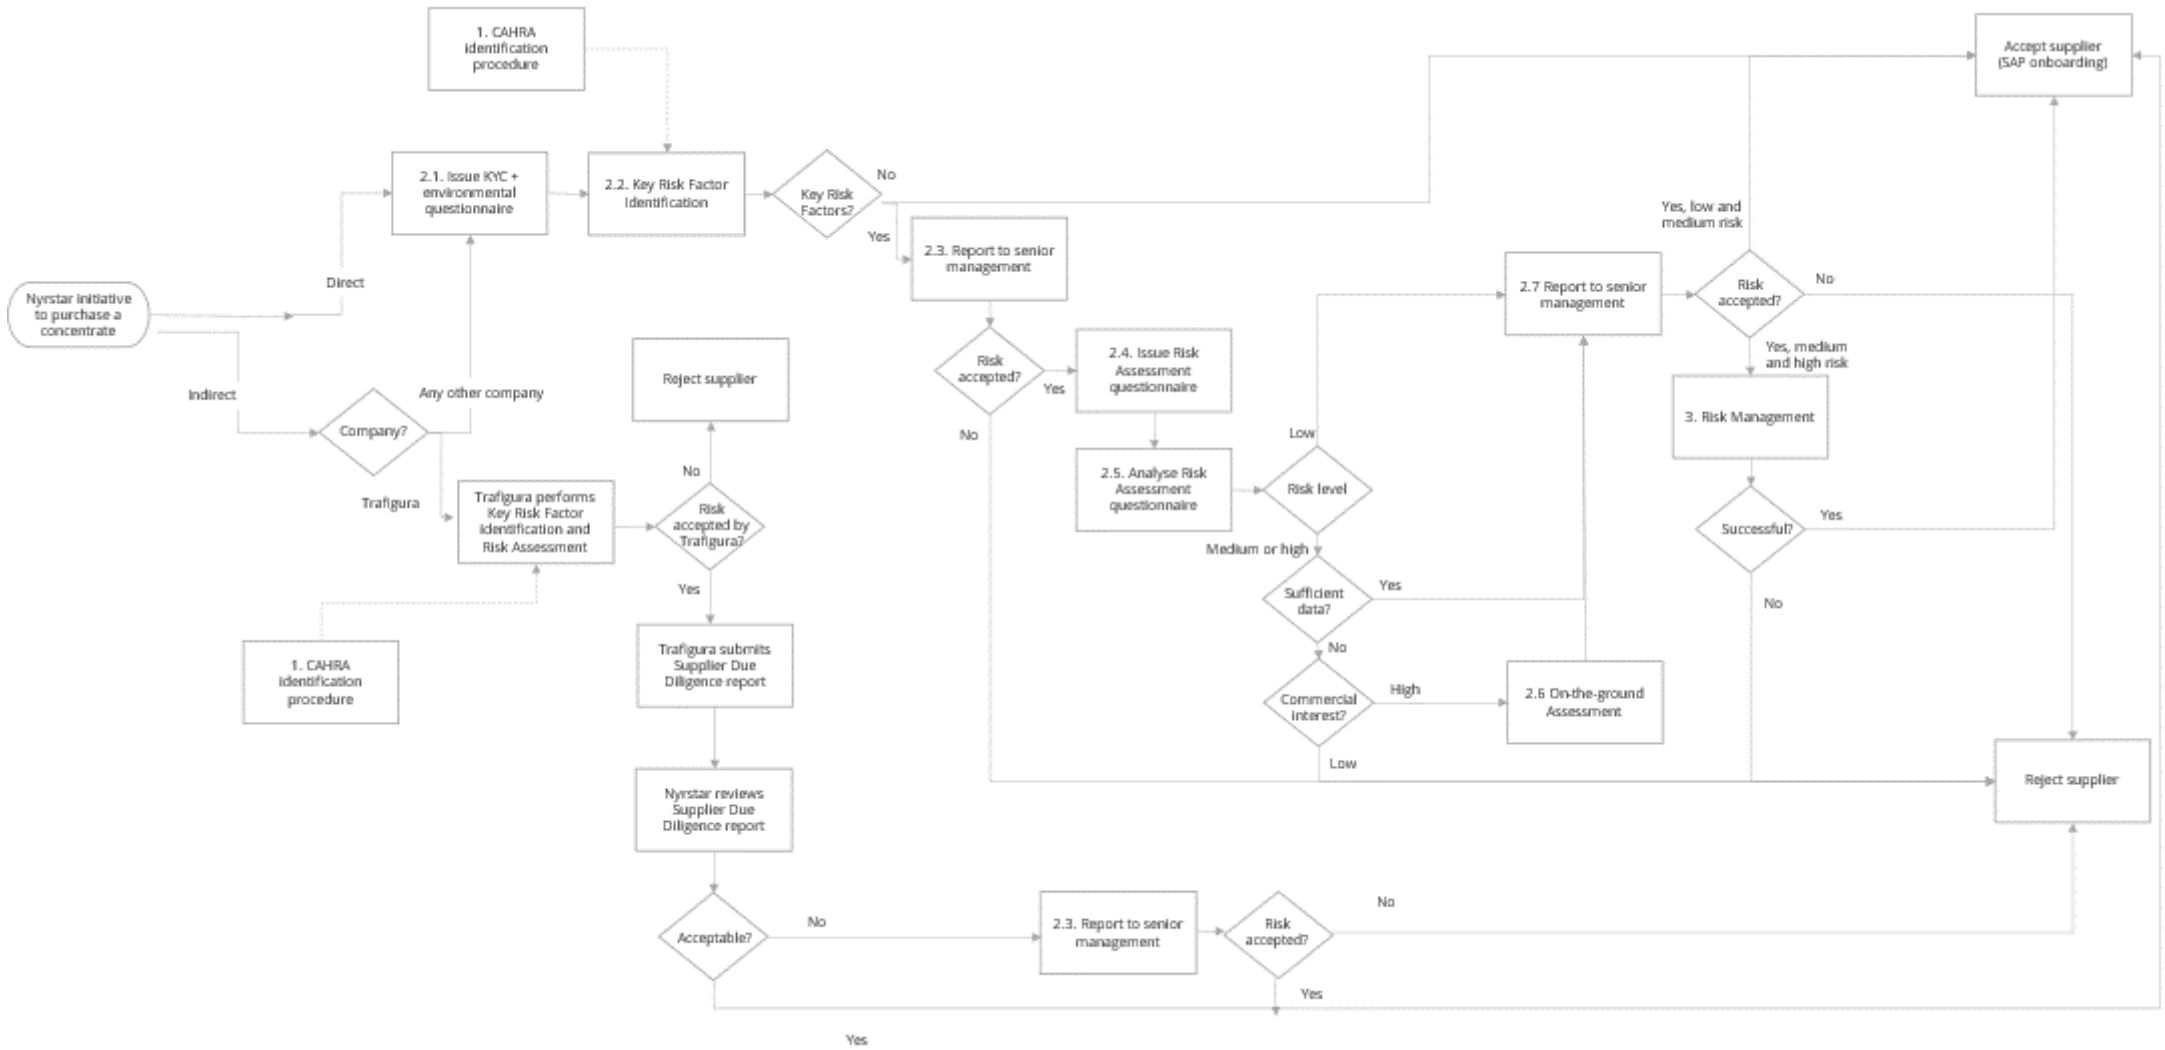 1. CAHRA
identification
procedure
Accept supplier
(SAP onboarding)
2.1. Issue KYC +
environmental
questionnaire
2.2. Key Risk Factor
Identification
Key Risk
Factors?
No
Yes
2.3. Report to senior
management
Yes, low and
medium risk
Direct
Nyrstar initiative
to purchase a
concentrate
2.7 Report to senior
management
Risk
accepted?
No
Yes, medium
and high risk
Indirect
Any other company
Company?
Trafigura
Reject supplier
Risk
accepted?
Yes
No
2.4. Issue Risk
Assessment
questionnaire
3. Risk Management
Low
No
Trafigura performs
Key Risk Factor
identification and
Risk Assessment
Risk
accepted by
Trafigura?
Yes
2.5. Analyse Risk
Assessment
questionnaire
Risk level
Medium or high
Successful?
Yes
No
Sufficient
data?
Yes
No
1. CAHRA
identification
procedure
Trafigura submits
Supplier Due
Diligence report
Commercial
interest?
High
Low
2.6 On-the-ground
Assessment
Reject supplier
Nyrstar reviews
Supplier Due
Diligence report
Acceptable?
No
2.3. Report to senior
management
Risk
accepted?
No
Yes
Yes